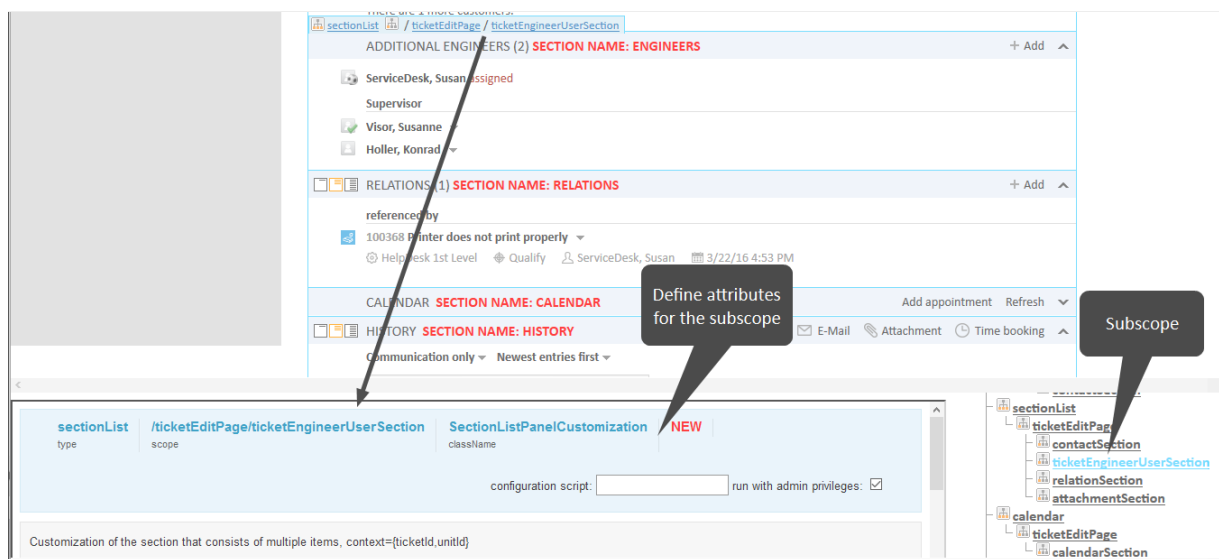 There are 1 more customers.
sectionList / ticketEditPage / ticketEngineerUserSection
ADDITIONAL ENGINEERS (2) SECTION NAME: ENGINEERS + Add
ServiceDesk, Susan assigned
Supervisor
Visor, Susanne
Holler, Konrad
RELATIONS (1) SECTION NAME: RELATIONS + Add
referenced by
100368 Printer does not print properly
HelpDesk 1st Level Qualify ServiceDesk, Susan 3/22/16 4:53 PM
CALENDAR SECTION NAME: CALENDAR Add appointment Refresh
Define attributes
for the subscope
HISTORY SECTION NAME: HISTORY E-Mail Attachment Time booking
Subscope
Communication only Newest entries first
sectionList /ticketEditPage/ticketEngineerUserSection SectionListPanelCustomization NEW
type scope className
configuration script: run with admin privileges:
Customization of the section that consists of multiple items, context={ticketId,unitId}
contactSection
sectionList
ticketEditPage
contactSection
ticketEngineerUserSection
relationSection
attachmentSection
calendar
ticketEditPage
calendarSection